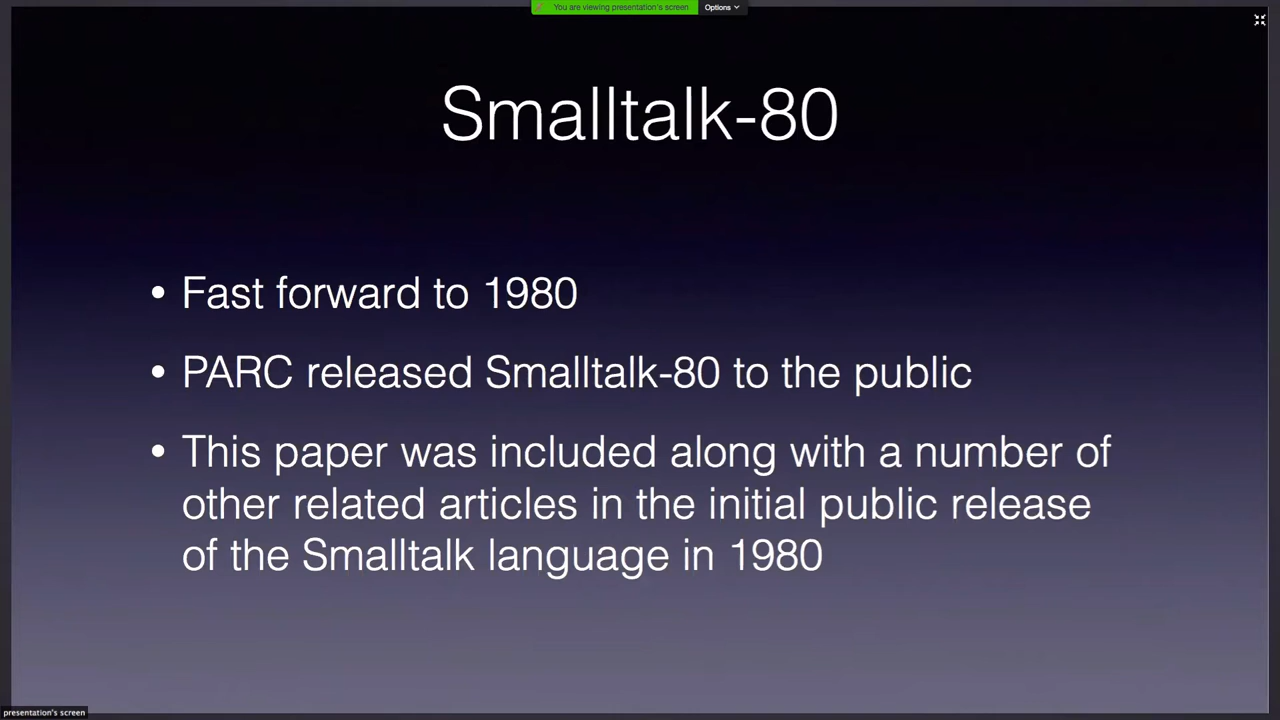 You are viewing presentation's screen
Options
Smalltalk-80
• Fast forward to 1980
• PARC released Smalltalk-80 to the public
• This paper was included along with a number of
other related articles in the initial public release
of the Smalltalk language in 1980
presentation's screen